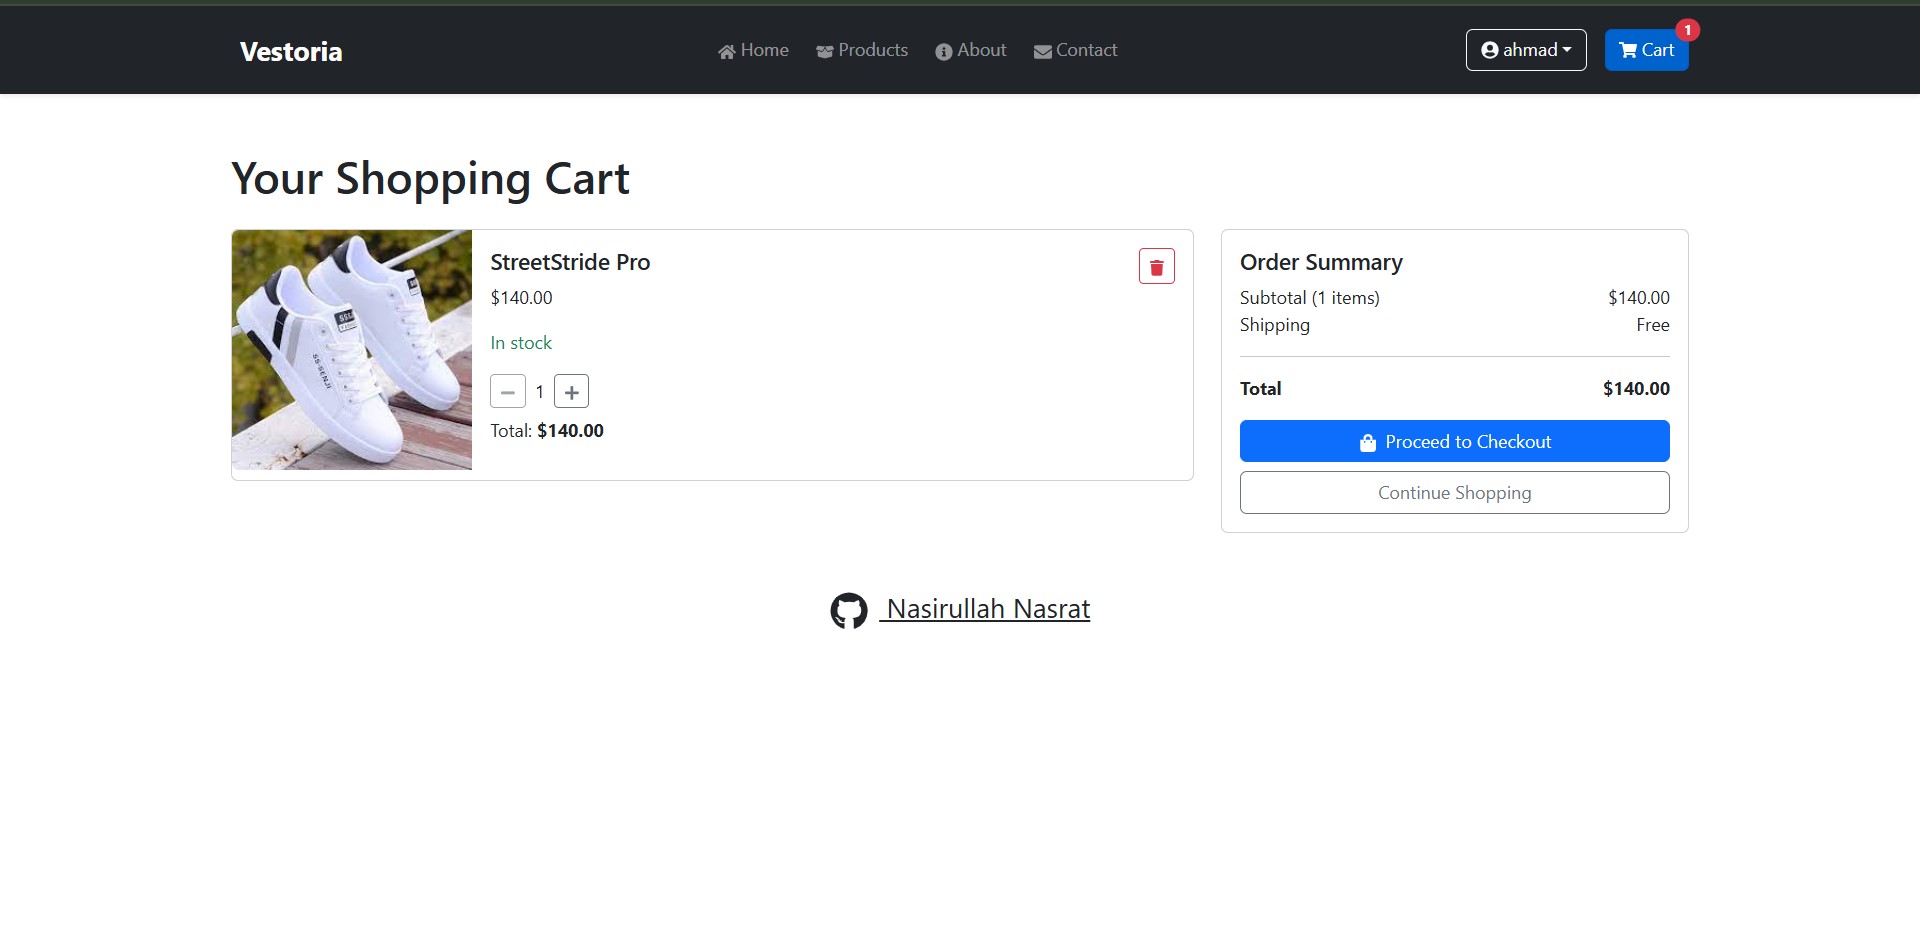 Vestoria
Home Products About Contact
ahmad
Cart
1
Your Shopping Cart
StreetStride Pro
$140.00
In stock
1
Total: $140.00
SS-SENJI
Order Summary
Subtotal (1 items) $140.00
Shipping Free
Total $140.00
Proceed to Checkout
Continue Shopping
Nasirullah Nasrat